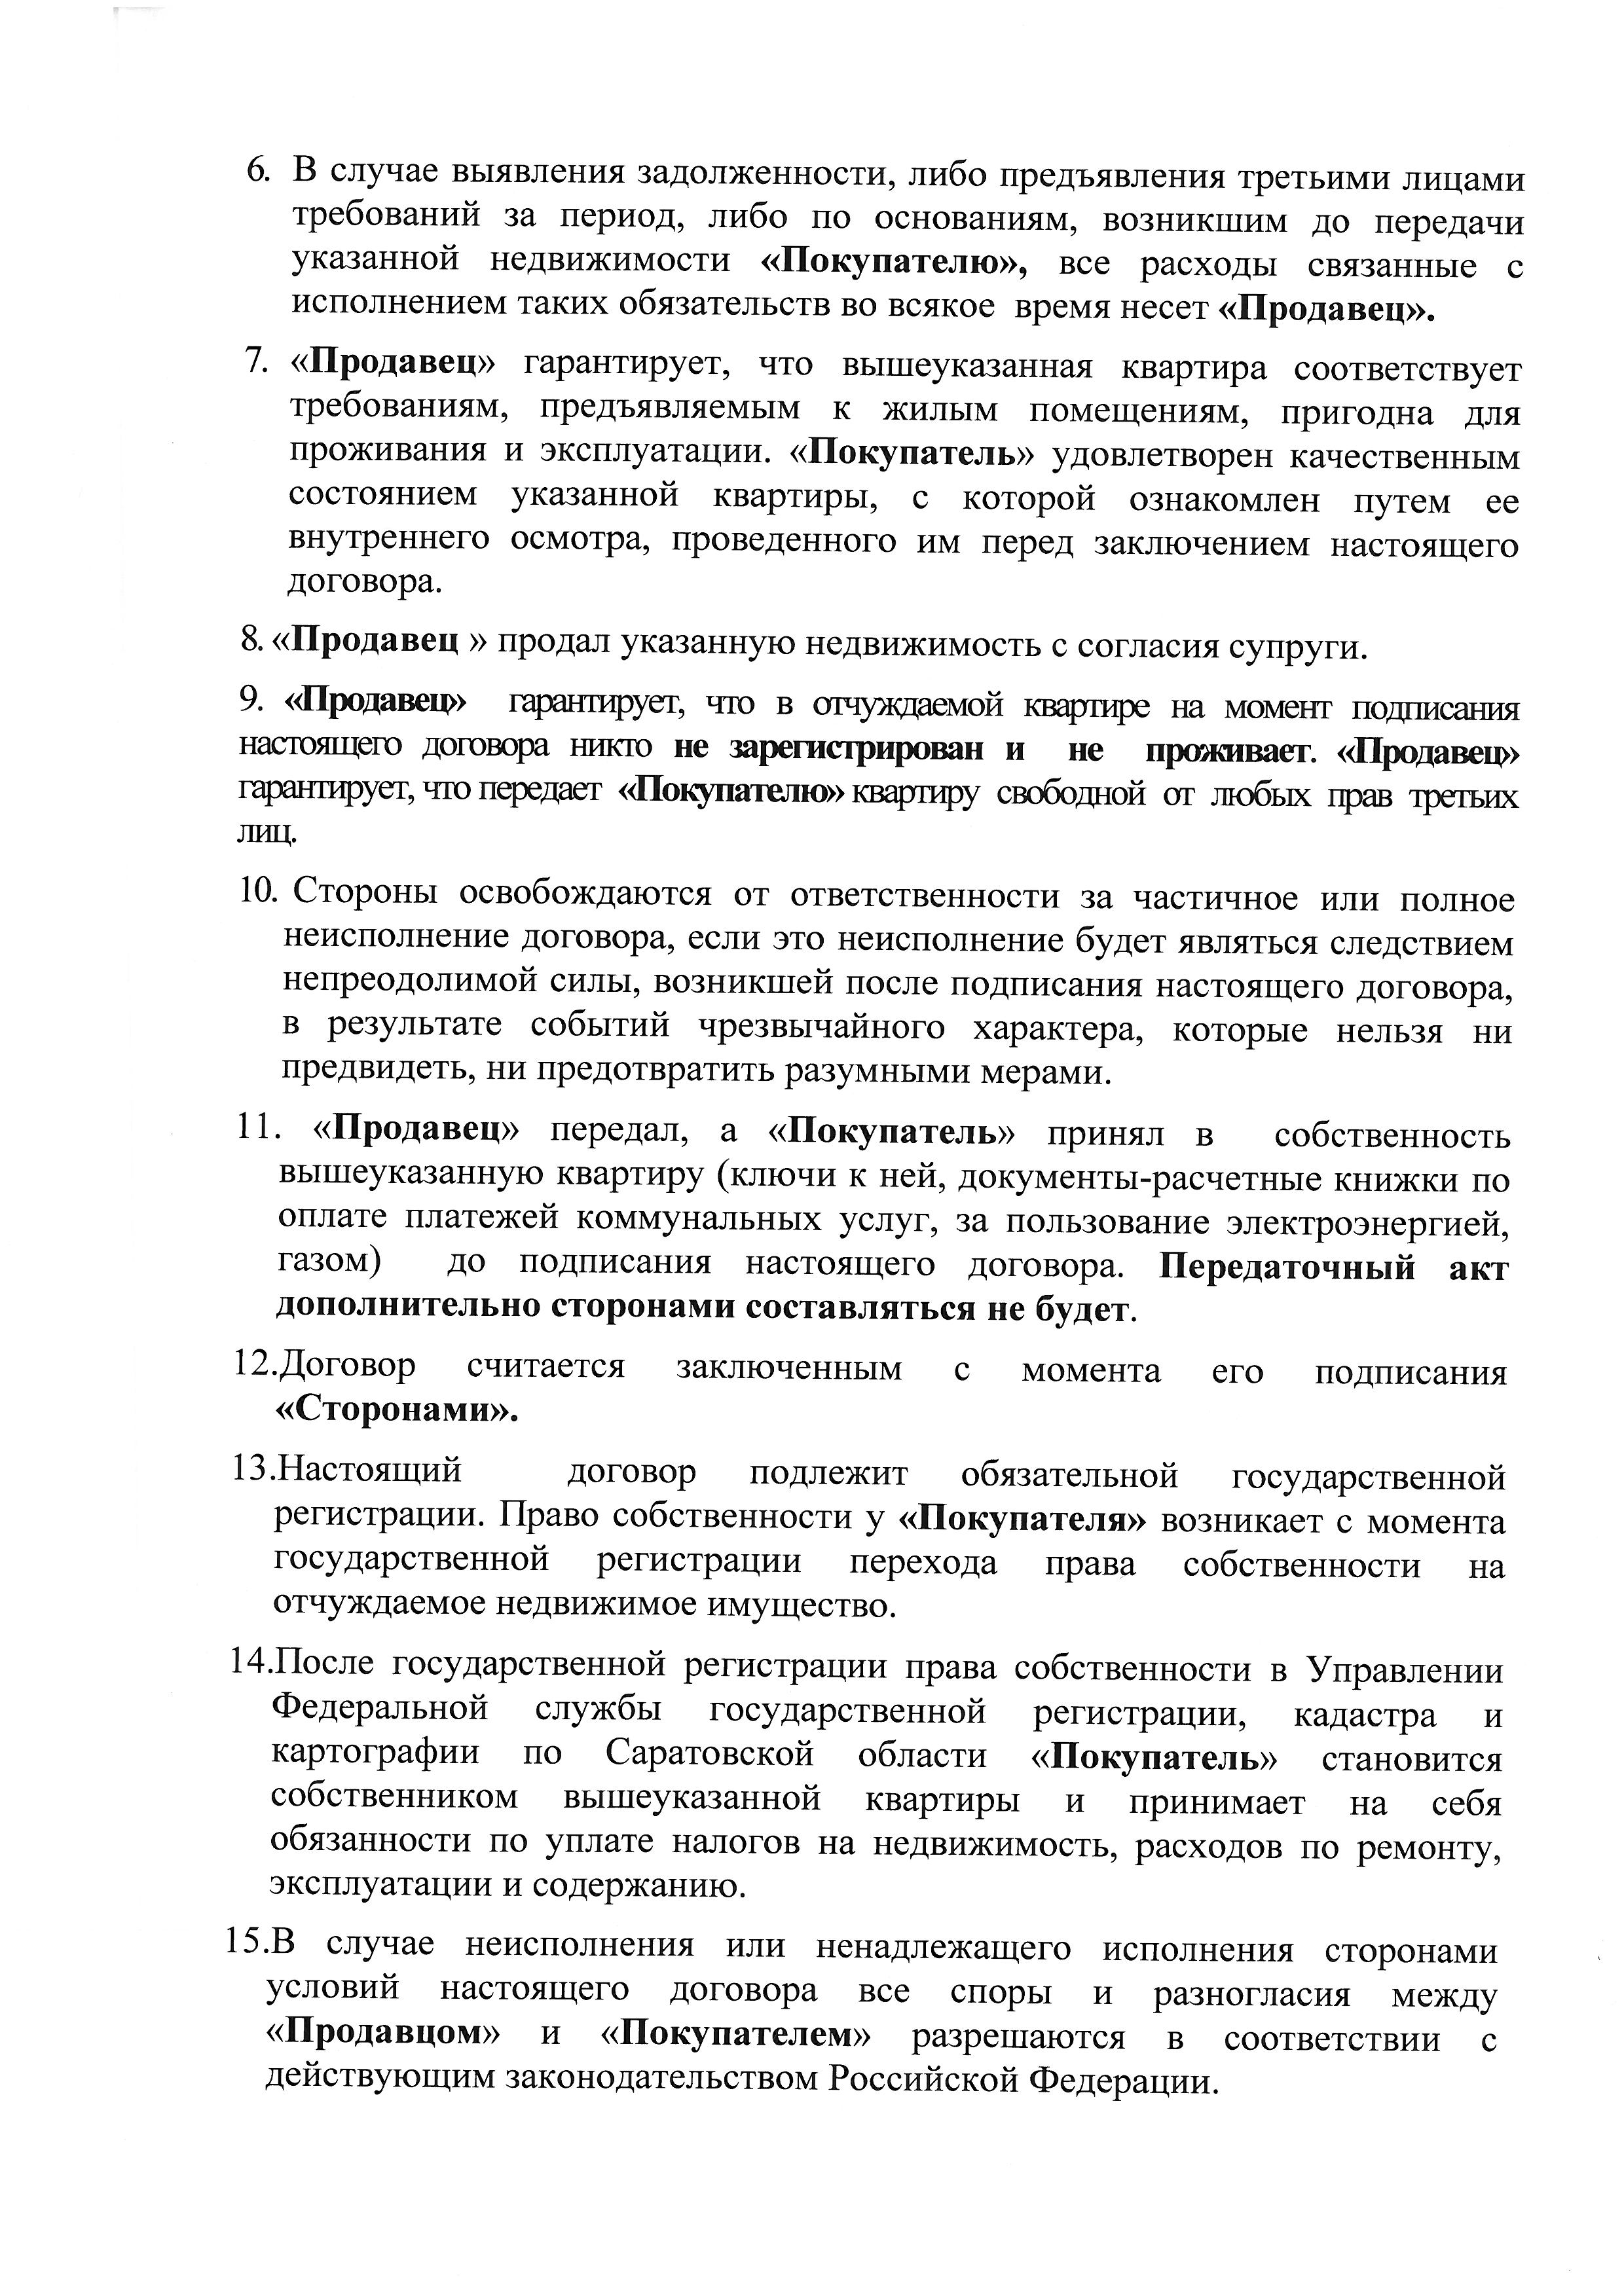 6. В случае выявления задолженности, либо предъявления третьими лицами
требований за период, либо по основаниям, возникшим до передачи
указанной недвижимости «Покупателю», все расходы связанные с
исполнением таких обязательств во всякое время несет «Продавец».
7. «Продавец» гарантирует, что вышеуказанная квартира соответствует
требованиям, предъявляемым к жилым помещениям, пригодна для
проживания и эксплуатации. «Покупатель» удовлетворен качественным
состоянием указанной квартиры, с которой ознакомлен путем ее
внутреннего осмотра, проведенного им перед заключением настоящего
договора.
8. «Продавец » продал указанную недвижимость с согласия супруги.
9. «Продавец» гарантирует, что в отчуждаемой квартире на момент подписания
настоящего договора никто не зарегистрирован и не проживает. «Продавец»
гарантирует, что передает «Покупателю» квартиру свободной от любых прав третьих
лиц.
10. Стороны освобождаются от ответственности за частичное или полное
неисполнение договора, если это неисполнение будет являться следствием
непреодолимой силы, возникшей после подписания настоящего договора,
в результате событий чрезвычайного характера, которые нельзя ни
предвидеть, ни предотвратить разумными мерами.
11. «Продавец» передал, а «Покупатель» принял в собственность
вышеуказанную квартиру (ключи к ней, документы-расчетные книжки по
оплате платежей коммунальных услуг, за пользование электроэнергией,
газом) до подписания настоящего договора. Передаточный акт
дополнительно сторонами составляться не будет.
12.Договор считается заключенным с момента его подписания
«Сторонами».
13.Настоящий договор подлежит обязательной государственной
регистрации. Право собственности у «Покупателя» возникает с момента
государственной регистрации перехода права собственности на
отчуждаемое недвижимое имущество.
14.После государственной регистрации права собственности в Управлении
Федеральной службы государственной регистрации, кадастра и
картографии по Саратовской области «Покупатель» становится
собственником вышеуказанной квартиры и принимает на себя
обязанности по уплате налогов на недвижимость, расходов по ремонту,
эксплуатации и содержанию.
15.В случае неисполнения или ненадлежащего исполнения сторонами
условий настоящего договора все споры и разногласия между
«Продавцом» и «Покупателем» разрешаются в соответствии с
действующим законодательством Российской Федерации.